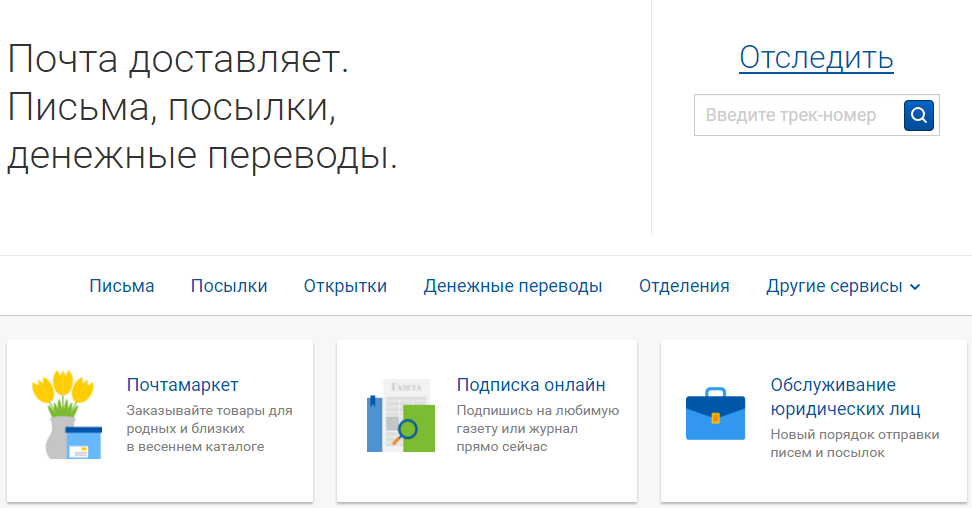 Почта доставляет.
Письма, посылки,
денежные переводы.
Отследить
Введите трек-номер
Письма
Посылки
Открытки
Денежные переводы
Отделения
Другие сервисы
Почтамаркет
Заказывайте товары для
родных и близких
в весеннем каталоге
Газета
Подписка онлайн
Подпишись на любимую
газету или журнал
прямо сейчас
Обслуживание
юридических лиц
Новый порядок отправки
писем и посылок